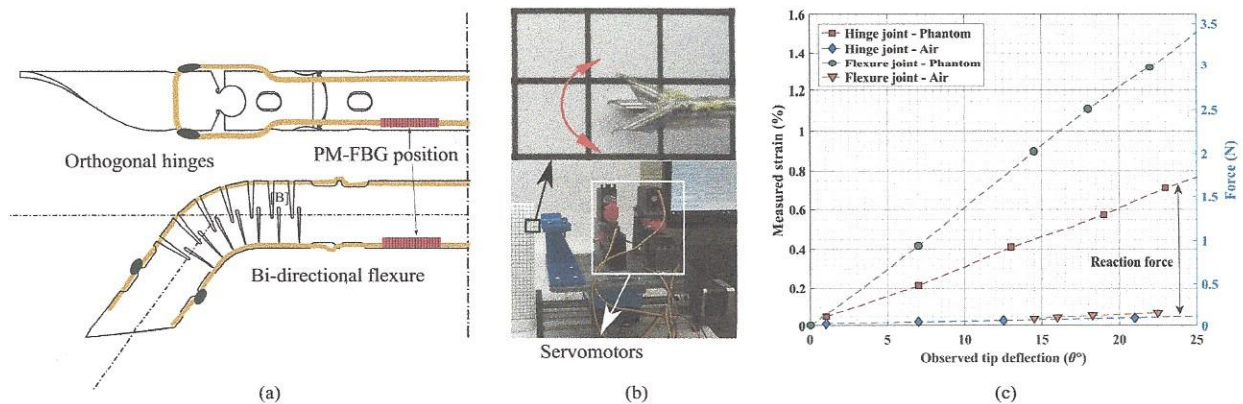 Orthogonal hinges
PM-FBG position
[B]
Bi-directional flexure
(a)
Servomotors
(b)
Measured strain (%)
1.6
1.4
1.2
1
0.8
0.6
0.4
0.2
0
Hinge joint - Phantom
Hinge joint - Air
Flexure joint - Phantom
Flexure joint - Air
Reaction force
3.5
3
2.5
2
1.5
1
0.5
0
Force (N)
0 5 10 15 20 25
Observed tip deflection (θ°)
(c)